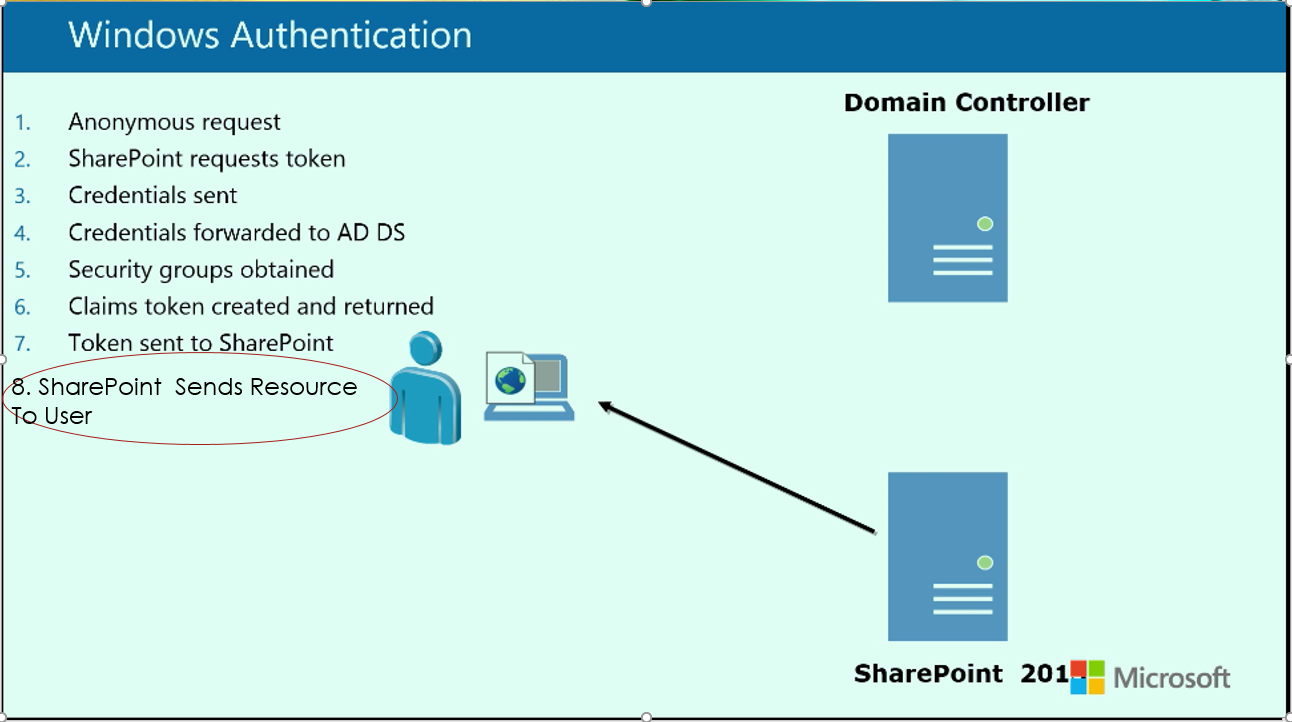 Windows Authentication
Domain Controller
1. Anonymous request
2. SharePoint requests token
3. Credentials sent
4. Credentials forwarded to AD DS
5. Security groups obtained
6. Claims token created and returned
7. Token sent to SharePoint
8. SharePoint Sends Resource
To User
SharePoint
Microsoft